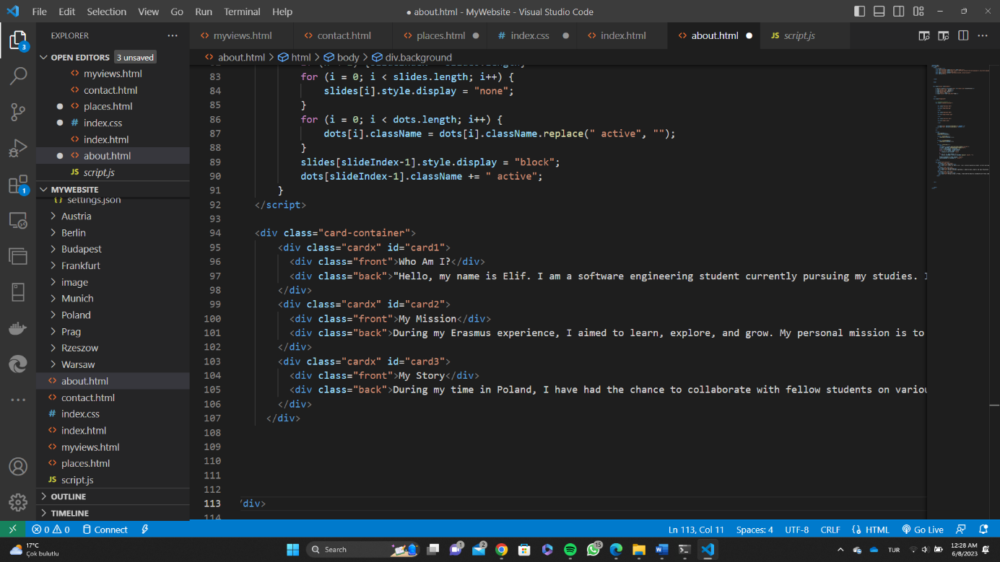 File Edit Selection View Go Run Terminal Help
● about.html - MyWebsite - Visual Studio Code
EXPLORER
myviews.html contact.html places.html index.css index.html about.html JS script.js
about.html > html > body > div.background
OPEN EDITORS 3 unsaved
myviews.html
contact.html
places.html
# index.css
index.html
about.html
JS script.js
MYWEBSITE
settings.json
Austria
Berlin
Budapest
Frankfurt
image
Munich
Poland
Prag
Rzeszow
Warsaw
about.html
contact.html
# index.css
index.html
myviews.html
places.html
JS script.js
OUTLINE
TIMELINE
3
1
83 for (i = 0; i < slides.length; i++) {
84 slides[i].style.display = "none";
85 }
86 for (i = 0; i < dots.length; i++) {
87 dots[i].className = dots[i].className.replace(" active", "");
88 }
89 slides[slideIndex-1].style.display = "block";
90 dots[slideIndex-1].className += " active";
91 }
92 </script>
93
94 <div class="card-container">
95 <div class="cardx" id="card1">
96 <div class="front">Who Am I?</div>
97 <div class="back">"Hello, my name is Elif. I am a software engineering student currently pursuing my studies.
98 </div>
99 <div class="cardx" id="card2">
100 <div class="front">My Mission</div>
101 <div class="back">During my Erasmus experience, I aimed to learn, explore, and grow. My personal mission is to
102 </div>
103 <div class="cardx" id="card3">
104 <div class="front">My Story</div>
105 <div class="back">During my time in Poland, I have had the chance to collaborate with fellow students on variou
106 </div>
107 </div>
108
109
110
111
112
113 /div>
114
0 0 Connect Ln 113, Col 11 Spaces: 4 UTF-8 CRLF HTML Go Live
17°C
Çok bulutlu
Search
1 2 15
TUR
12:28 AM
6/8/2023